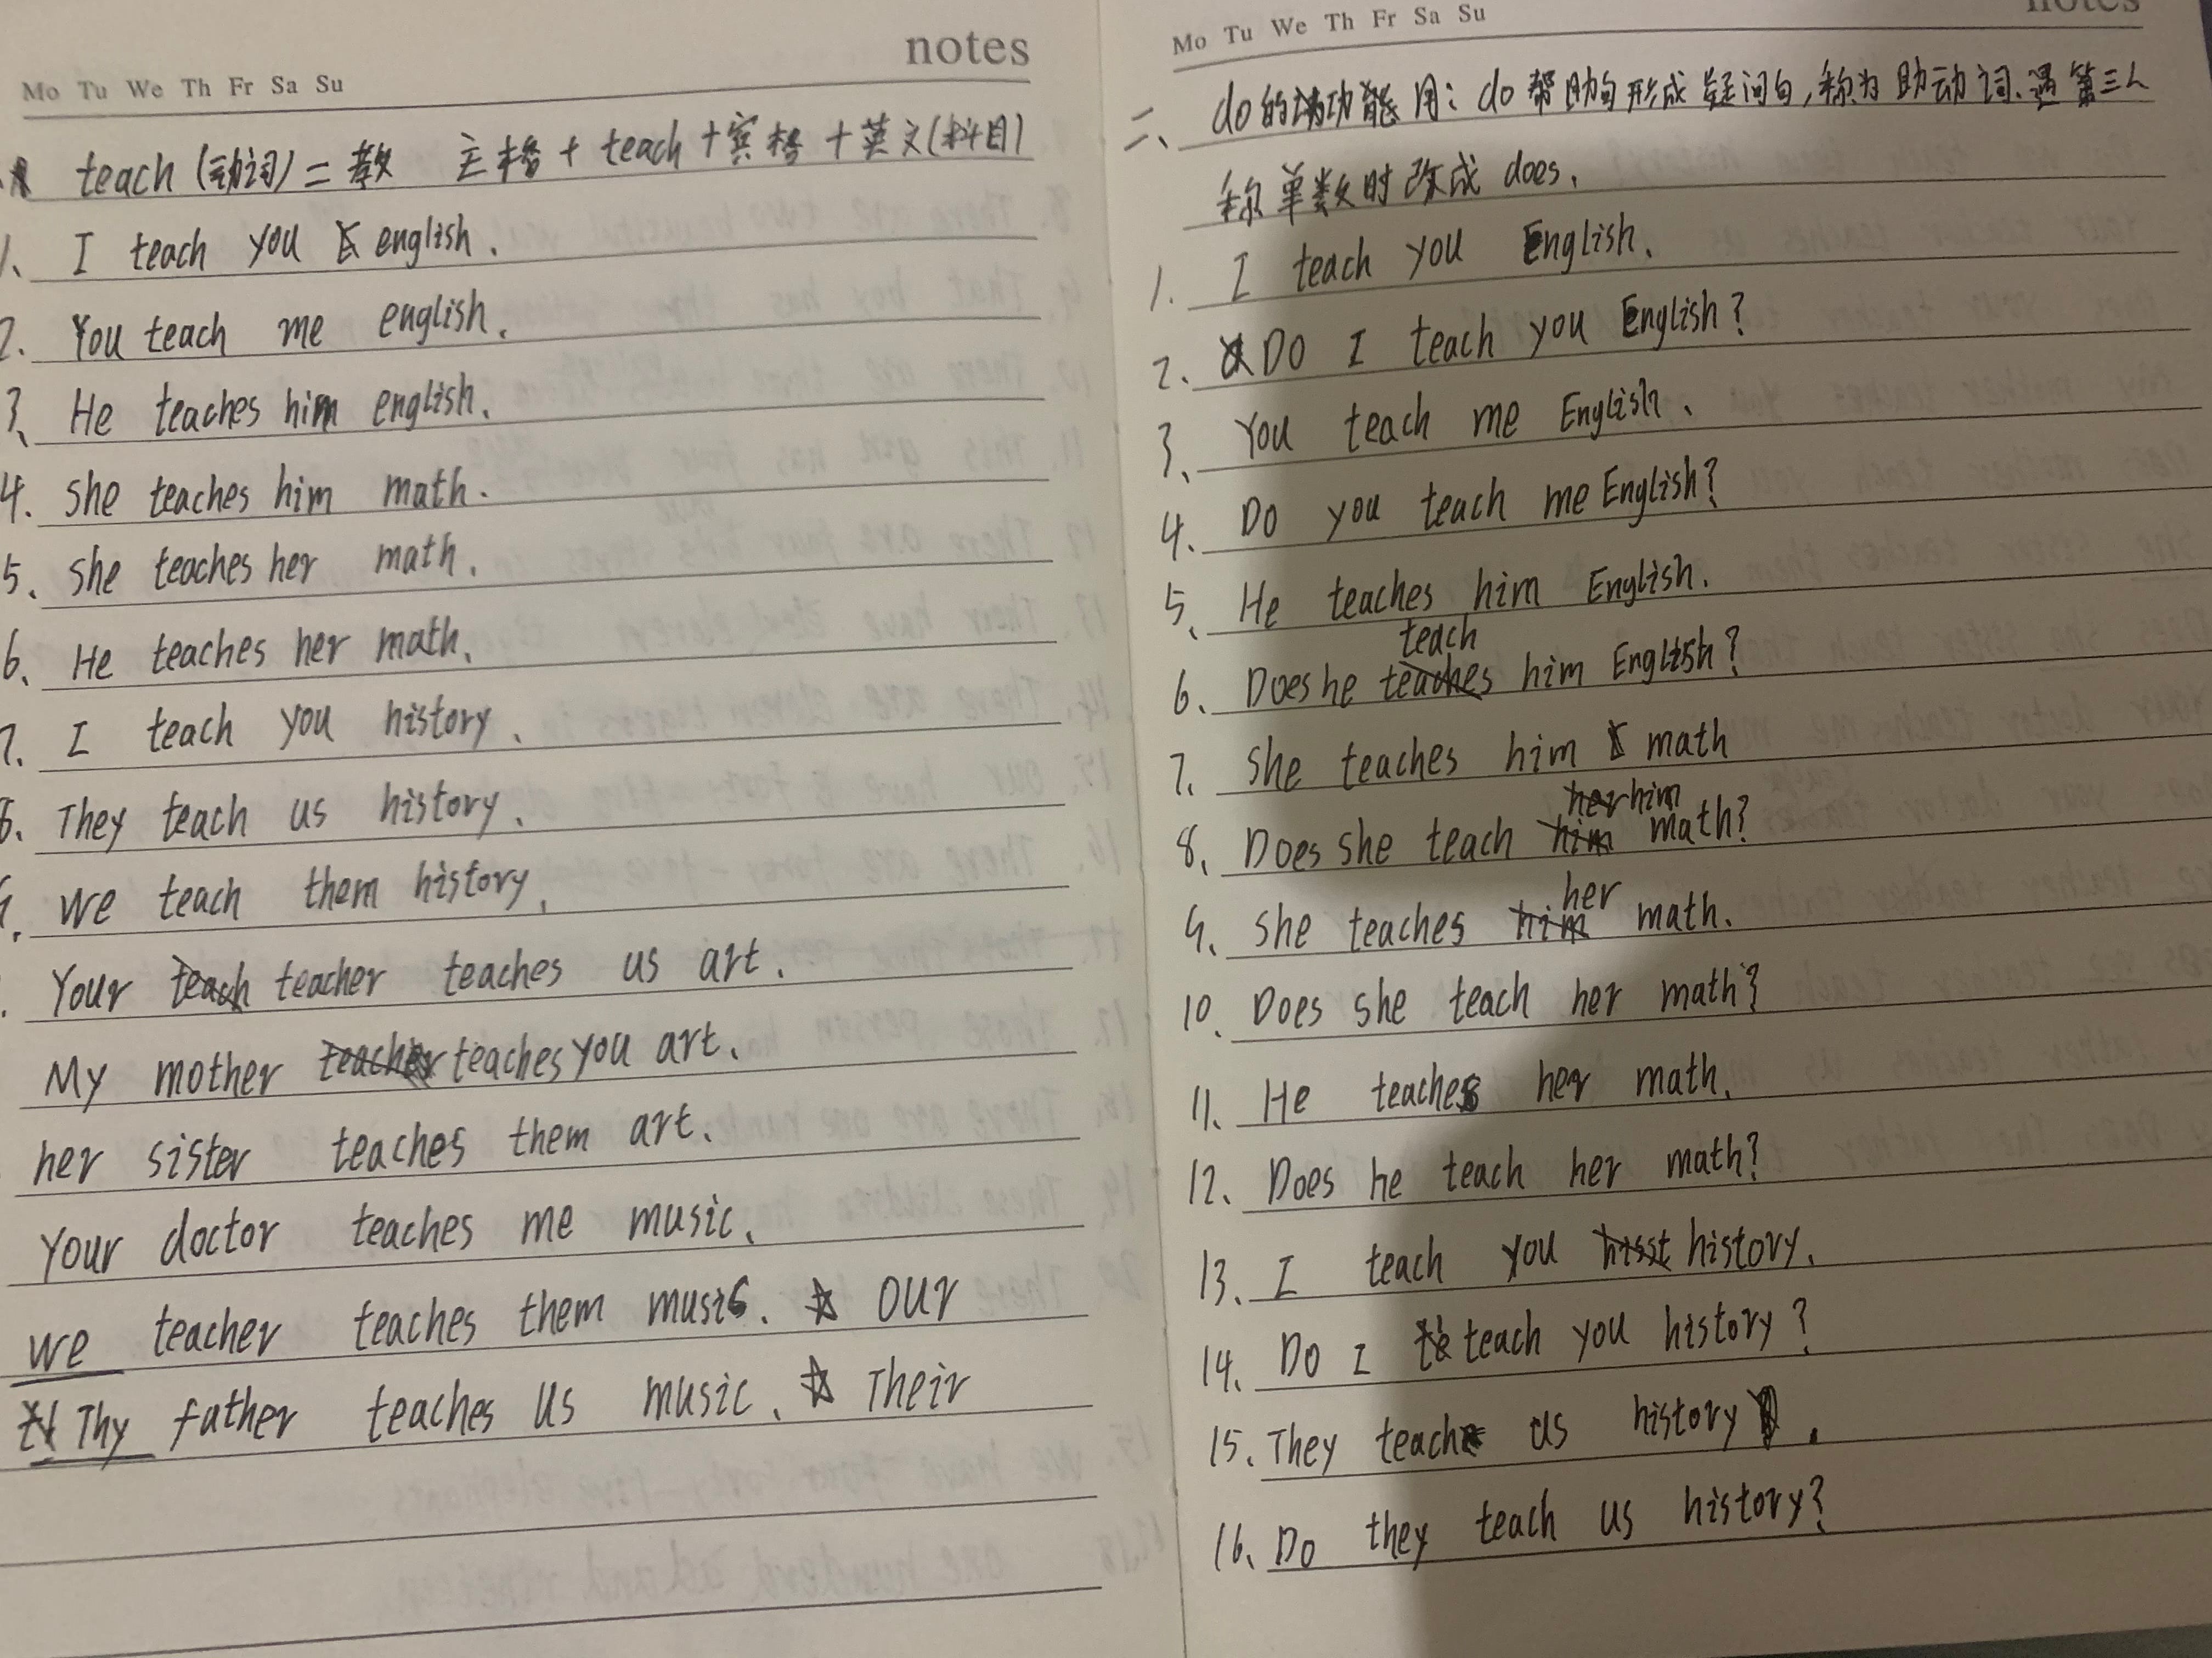 notes
Mo Tu We Th Fr Sa Su
teach (动词) = 教 主格 + teach + 宾格 + 英文(科目)
1、 I teach you english.
2. You teach me english.
3、 He teaches him english.
4. She teaches him math.
5、 She teaches her math.
6、 He teaches her math.
7. I teach you history.
8. They teach us history.
9. We teach them history.
Your teach teacher teaches us art.
My mother teacher teaches you art.
her sister teaches them art.
Your doctor teaches me music.
We teacher teaches them music. ☆ our
Thy father teaches us music. ☆ Their
notes
Mo Tu We Th Fr Sa Su
二、 do的功能用: do帮助句形成疑问句,称为助动词.遇第三人
称单数时改成 does.
1. I teach you English.
2. Do I teach you English?
3、 You teach me English.
4. Do you teach me English?
5、 He teaches him English.
teach
6. Does he teaches him English?
7. She teaches him math
her him
8. Does she teach him math?
her
9. She teaches him math.
10. Does she teach her math?
11. He teaches her math.
12. Does he teach her math?
13. I teach you hisst history.
14. Do I te teach you history?
15. They teach us history.
16. Do they teach us history?